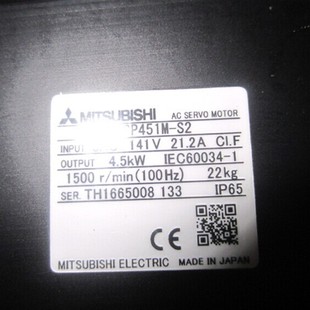 MITSUBISHI AC SERVO MOTOR
P451M-S2
INPUT 141V 21.2A Cl.F
OUTPUT 4.5kW IEC60034-1
1500 r/min(100Hz) 22kg
SER. TH1665008 133 IP65
CE
MITSUBISHI ELECTRIC MADE IN JAPAN